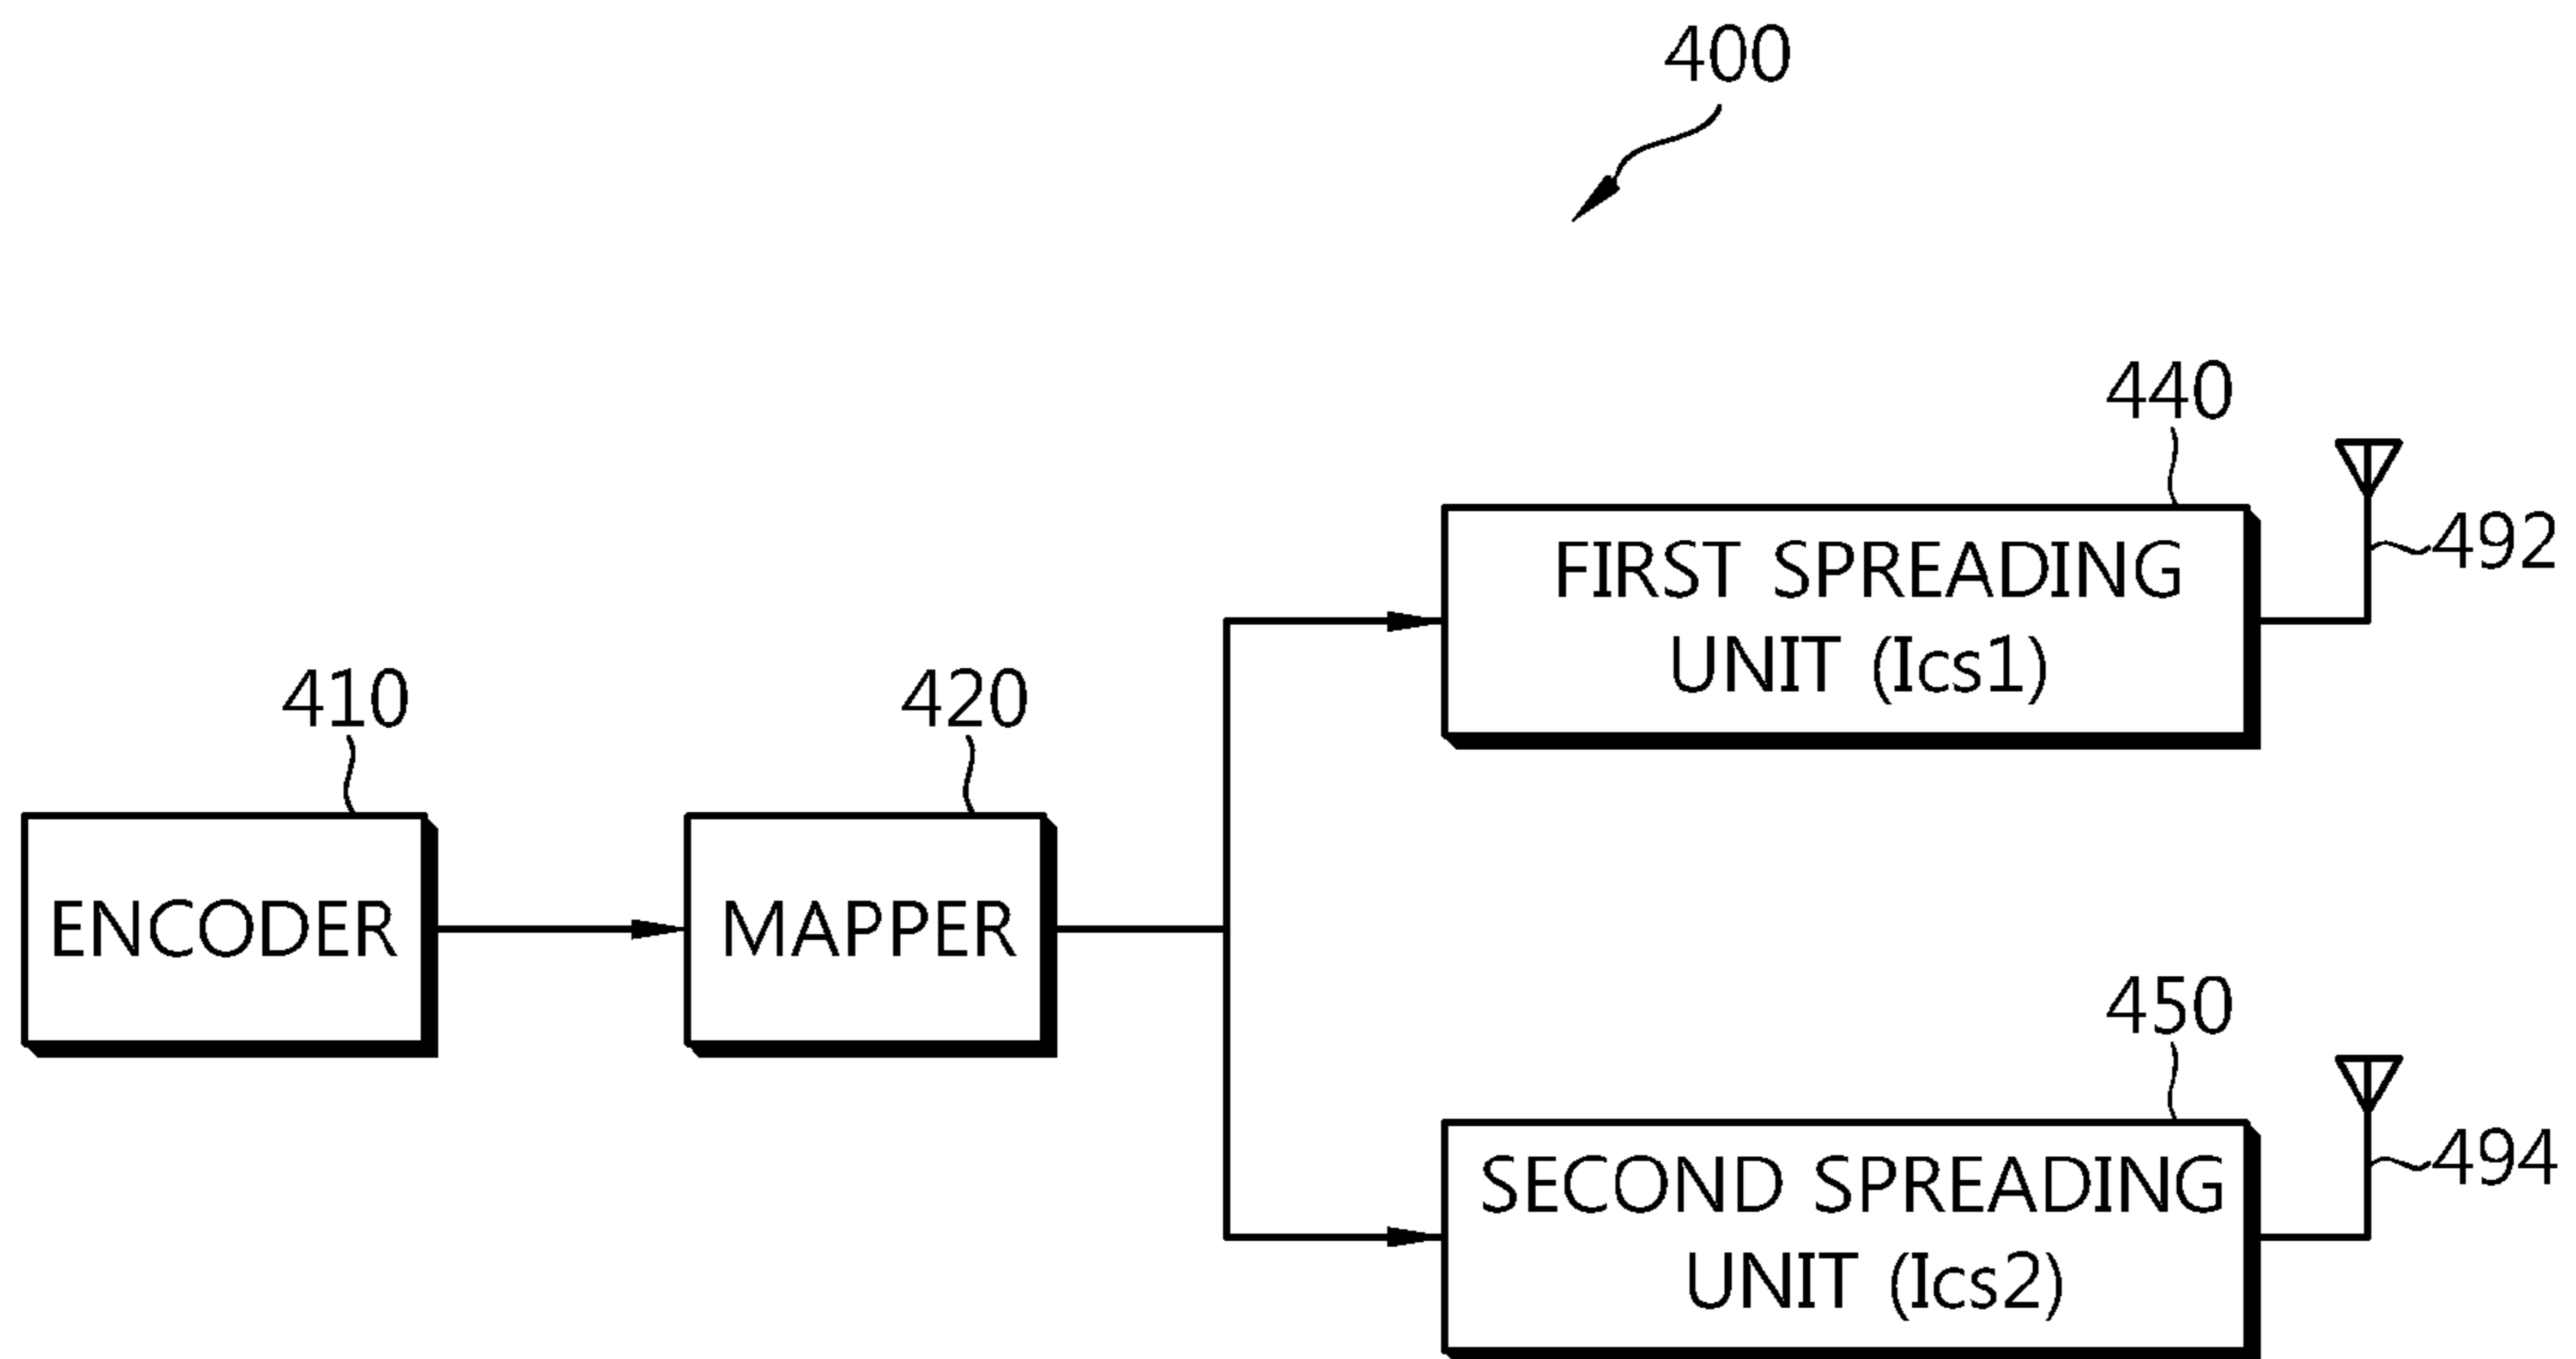 400
440
FIRST SPREADING
UNIT (Ics1)
492
410
ENCODER
420
MAPPER
450
SECOND SPREADING
UNIT (Ics2)
494